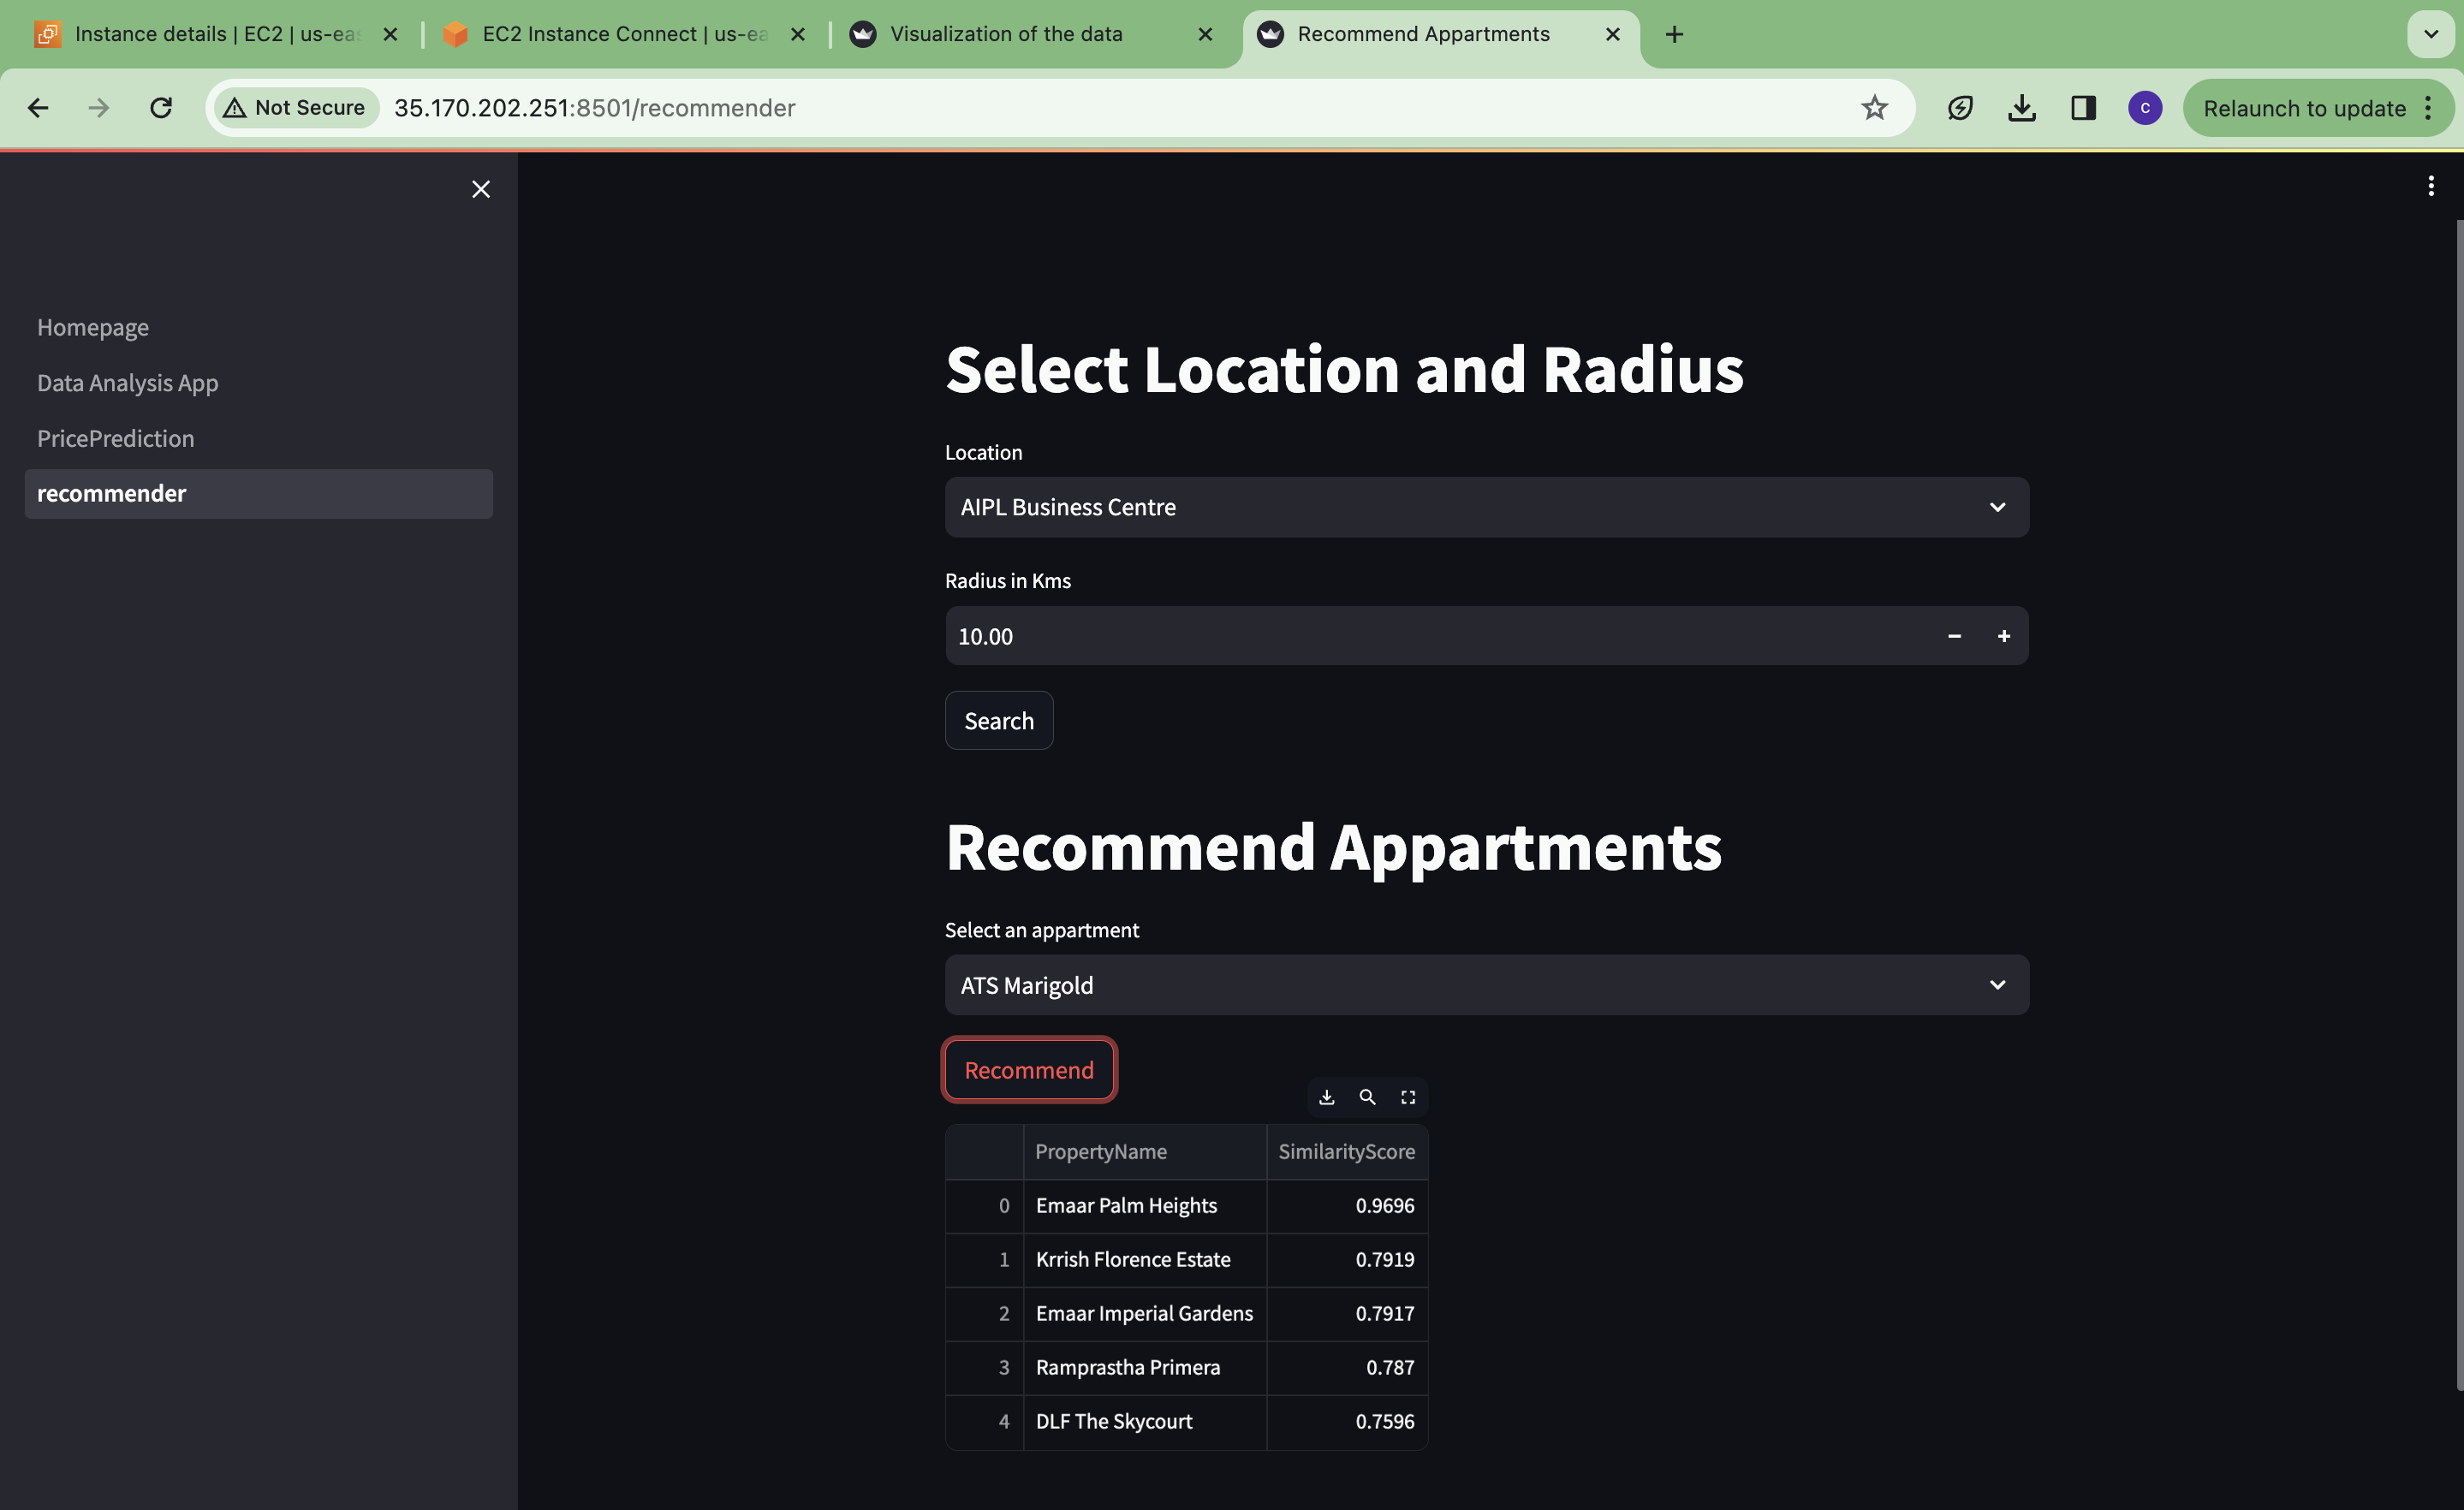 Instance details | EC2 | us-eas
EC2 Instance Connect | us-ea
Visualization of the data
Recommend Appartments
Not Secure
35.170.202.251:8501/recommender
C
Relaunch to update
Homepage
Data Analysis App
PricePrediction
recommender
Select Location and Radius
Location
AIPL Business Centre
Radius in Kms
10.00
Search
Recommend Appartments
Select an appartment
ATS Marigold
Recommend
PropertyName SimilarityScore
0 Emaar Palm Heights 0.9696
1 Krrish Florence Estate 0.7919
2 Emaar Imperial Gardens 0.7917
3 Ramprastha Primera 0.787
4 DLF The Skycourt 0.7596